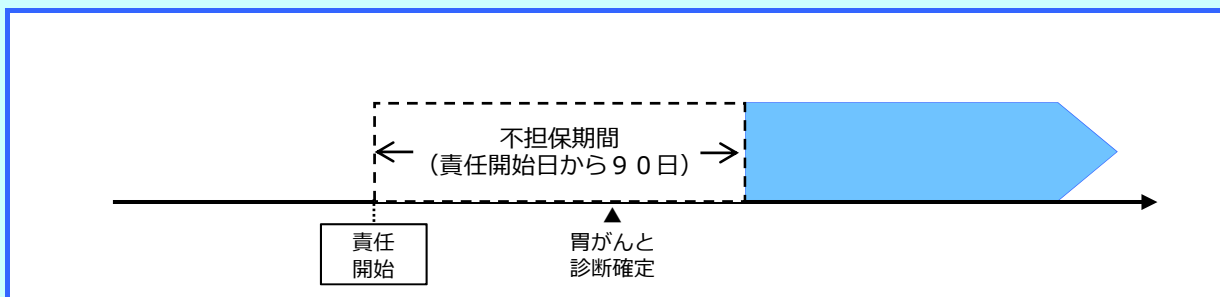 不担保期間
（責任開始日から９０日）
責任
開始
胃がんと
診断確定